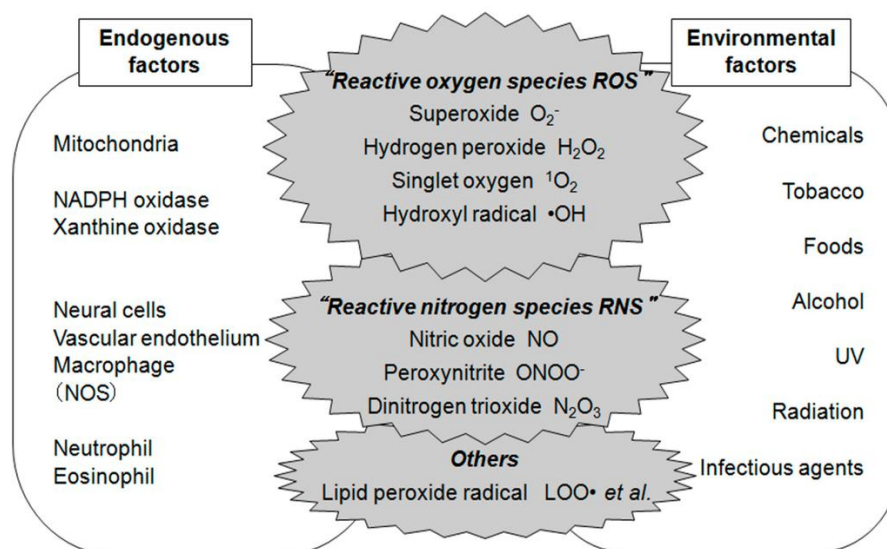 Endogenous
factors
Mitochondria
NADPH oxidase
Xanthine oxidase
Neural cells
Vascular endothelium
Macrophage
(NOS)
Neutrophil
Eosinophil
“Reactive oxygen species ROS”
Superoxide O₂⁻
Hydrogen peroxide H₂O₂
Singlet oxygen ¹O₂
Hydroxyl radical •OH
“Reactive nitrogen species RNS”
Nitric oxide NO
Peroxynitrite ONOO⁻
Dinitrogen trioxide N₂O₃
Others
Lipid peroxide radical LOO• et al.
Environmental
factors
Chemicals
Tobacco
Foods
Alcohol
UV
Radiation
Infectious agents